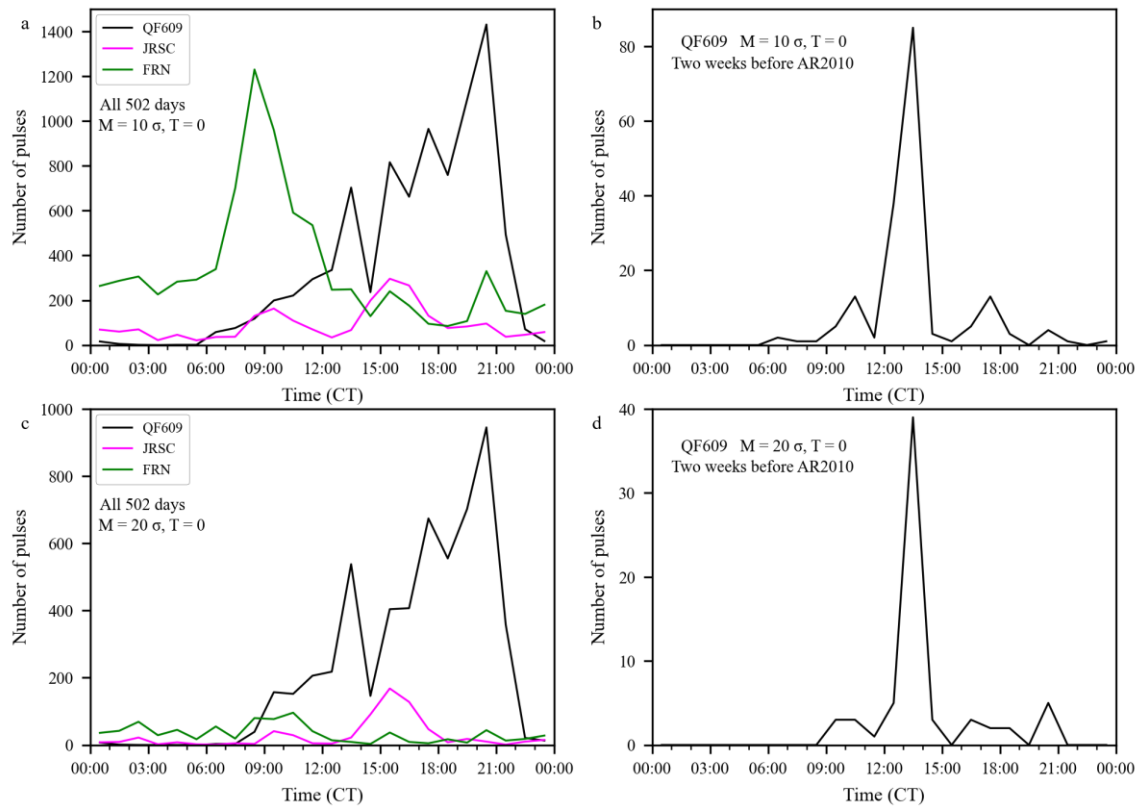 a
QF609
JRSC
FRN
All 502 days
M = 10 σ, T = 0
Number of pulses
1400
1200
1000
800
600
400
200
0
00:00 03:00 06:00 09:00 12:00 15:00 18:00 21:00 00:00
Time (CT)
b
QF609 M = 10 σ, T = 0
Two weeks before AR2010
Number of pulses
80
60
40
20
0
00:00 03:00 06:00 09:00 12:00 15:00 18:00 21:00 00:00
Time (CT)
c
QF609
JRSC
FRN
All 502 days
M = 20 σ, T = 0
Number of pulses
1000
800
600
400
200
0
00:00 03:00 06:00 09:00 12:00 15:00 18:00 21:00 00:00
Time (CT)
d
QF609 M = 20 σ, T = 0
Two weeks before AR2010
Number of pulses
40
30
20
10
0
00:00 03:00 06:00 09:00 12:00 15:00 18:00 21:00 00:00
Time (CT)